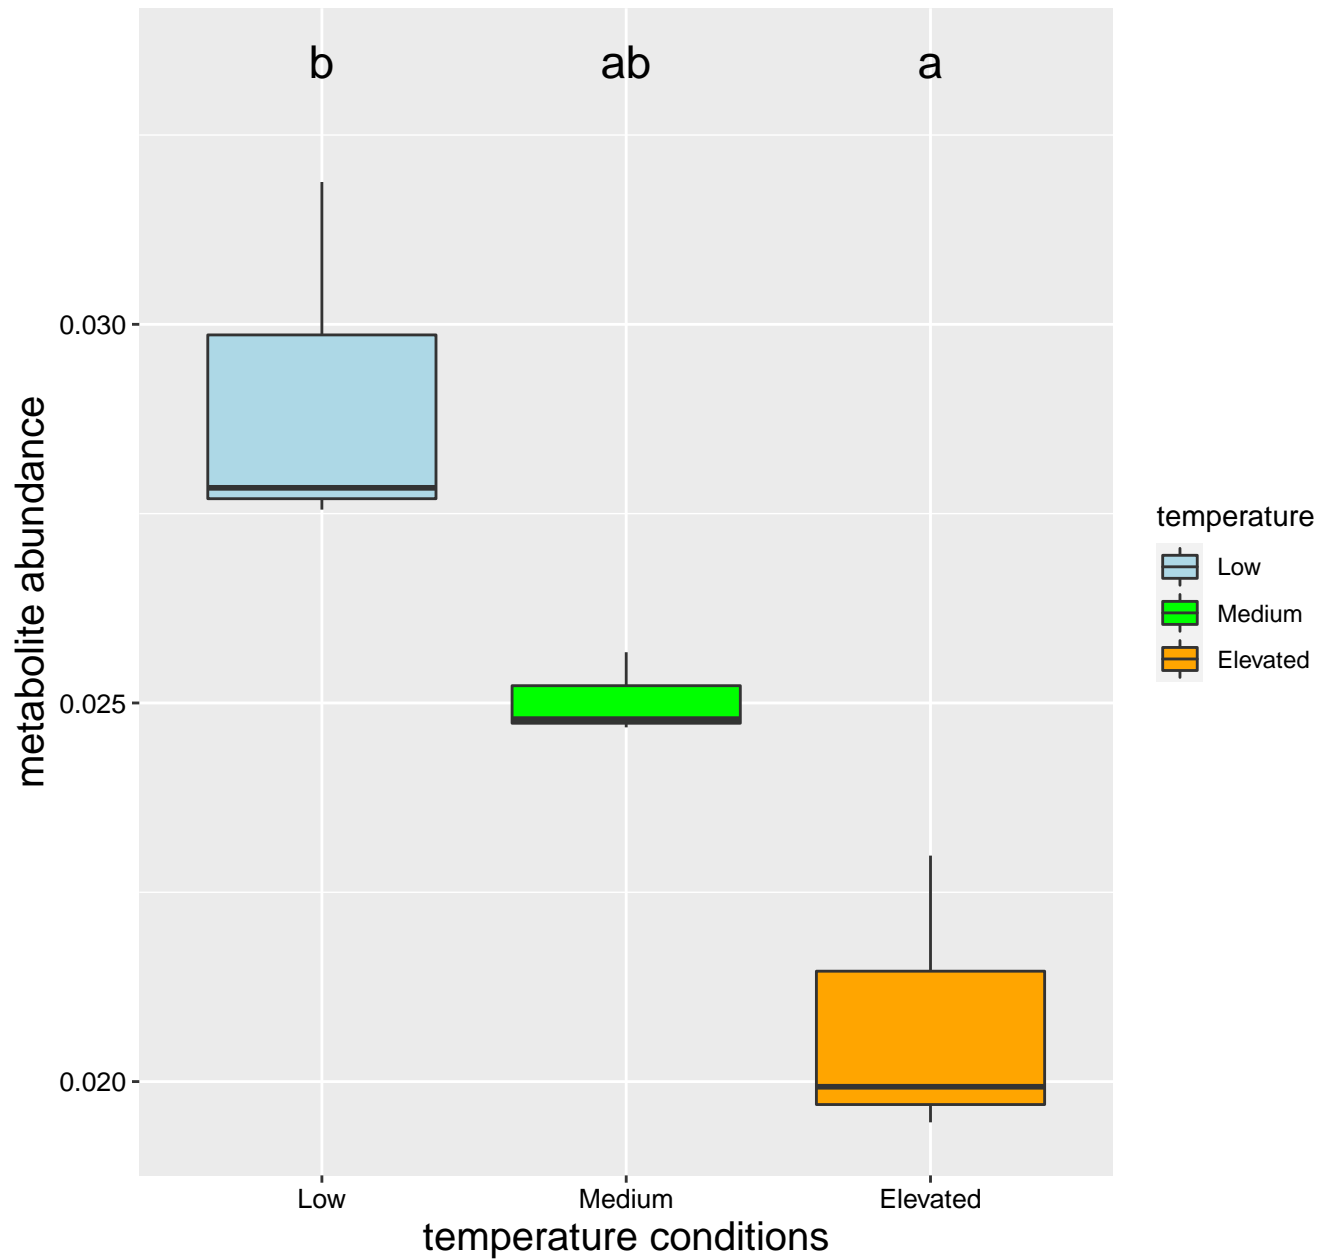 b ab a
0.030
0.025
0.020
metabolite abundance
Low Medium Elevated
temperature conditions
temperature
Low
Medium
Elevated